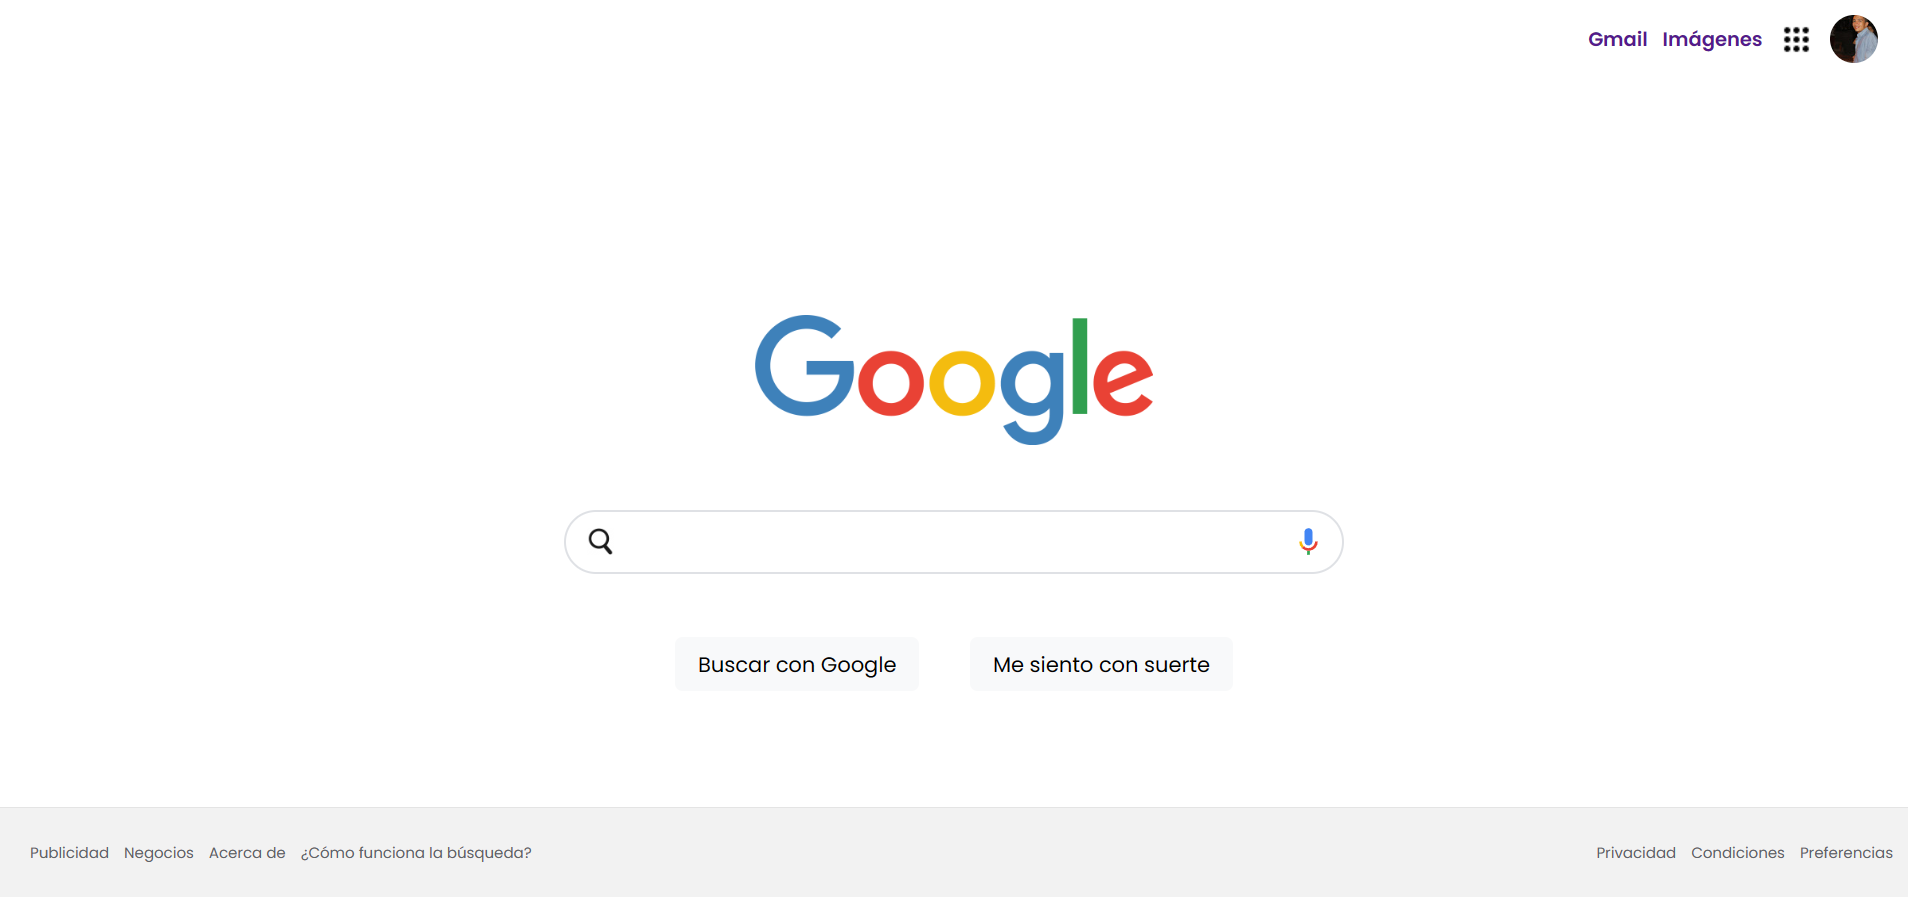 Gmail Imágenes
Google
Buscar con Google Me siento con suerte
Publicidad Negocios Acerca de ¿Cómo funciona la búsqueda? Privacidad Condiciones Preferencias